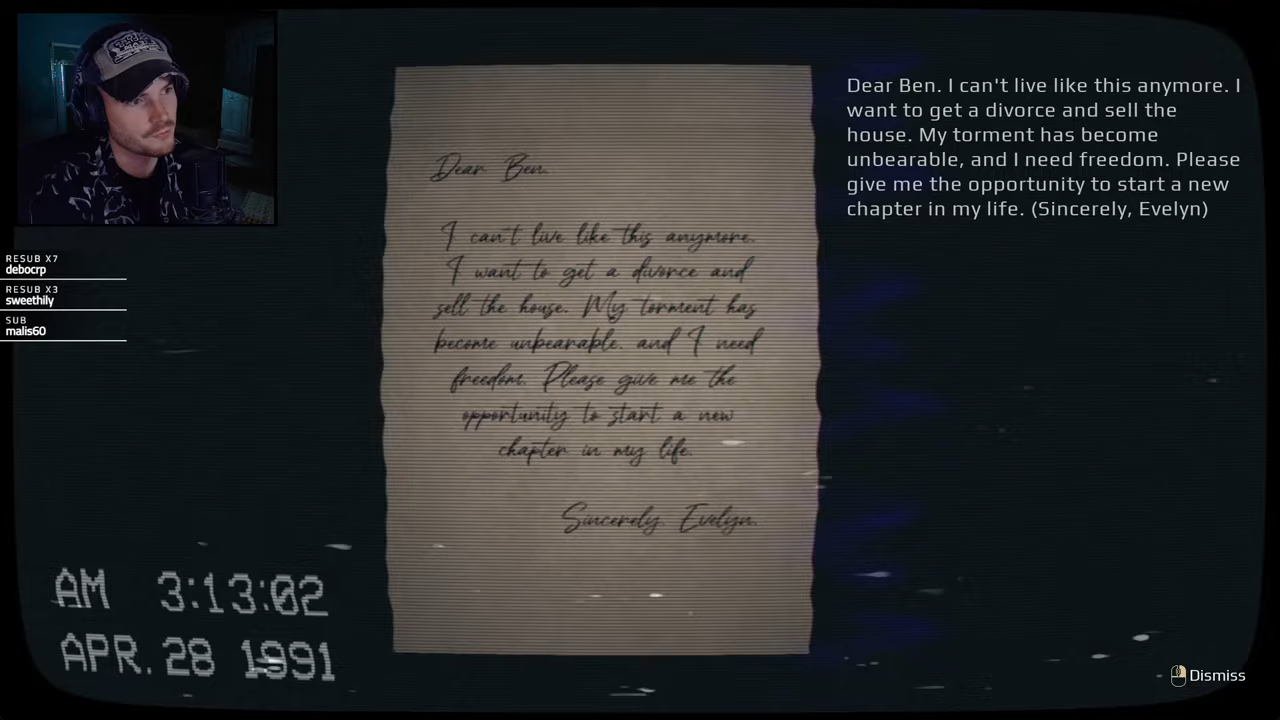 RESUB X7
debocrp
RESUB X3
sweethily
SUB
malis60
Dear Ben.
I can't live like this anymore.
I want to get a divorce and
sell the house. My torment has
become unbearable, and I need
freedom. Please give me the
opportunity to start a new
chapter in my life.
Sincerely, Evelyn.
Dear Ben. I can't live like this anymore. I
want to get a divorce and sell the
house. My torment has become
unbearable, and I need freedom. Please
give me the opportunity to start a new
chapter in my life. (Sincerely, Evelyn)
AM 3:13:02
APR. 28 1991
Dismiss